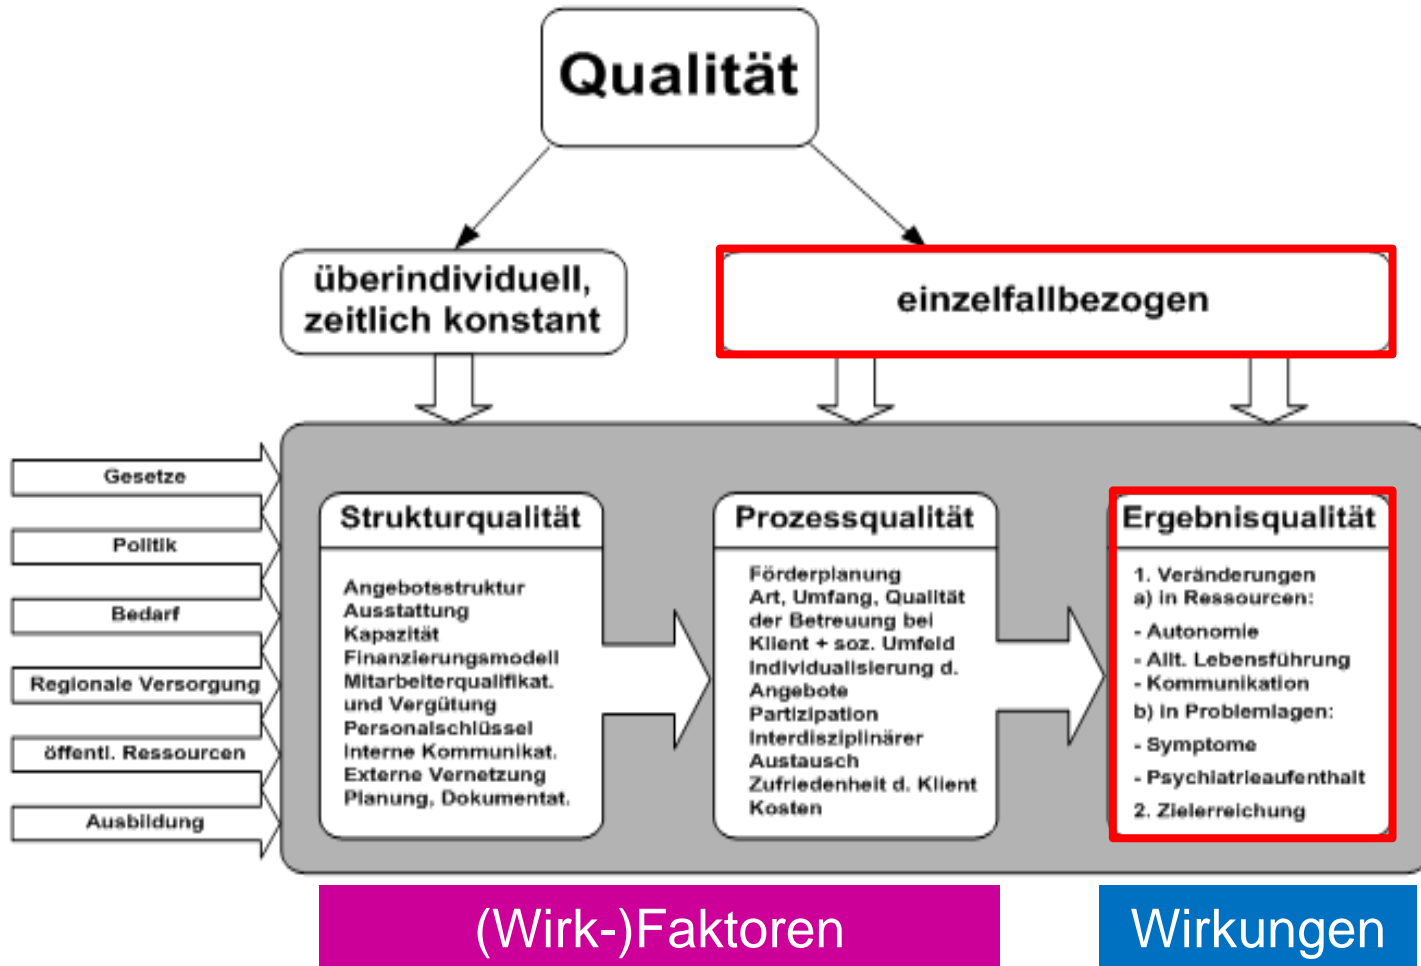 Qualität
überindividuell,
zeitlich konstant
einzelfallbezogen
Gesetze
Politik
Bedarf
Regionale Versorgung
öffentl. Ressourcen
Ausbildung
Strukturqualität
Angebotsstruktur
Ausstattung
Kapazität
Finanzierungsmodell
Mitarbeiterqualifikat.
und Vergütung
Personalschlüssel
Interne Kommunikat.
Externe Vernetzung
Planung, Dokumentat.
Prozessqualität
Förderplanung
Art, Umfang, Qualität
der Betreuung bei
Klient + soz. Umfeld
Individualisierung d.
Angebote
Partizipation
Interdisziplinärer
Austausch
Zufriedenheit d. Klient
Kosten
Ergebnisqualität
1. Veränderungen
a) in Ressourcen:
- Autonomie
- Allt. Lebensführung
- Kommunikation
b) in Problemlagen:
- Symptome
- Psychiatrieaufenthalt
2. Zielerreichung
(Wirk-)Faktoren
Wirkungen